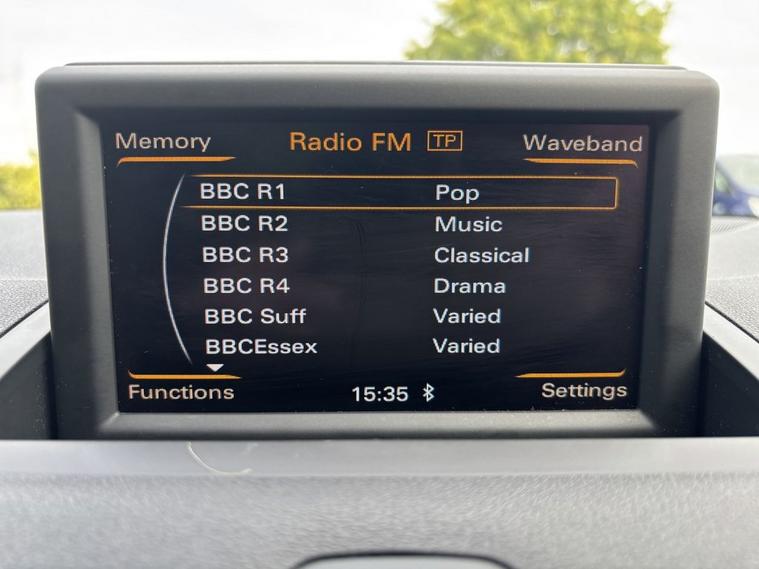 Memory Radio FM TP Waveband
BBC R1 Pop
BBC R2 Music
BBC R3 Classical
BBC R4 Drama
BBC Suff Varied
BBCEssex Varied
Functions 15:35 Settings